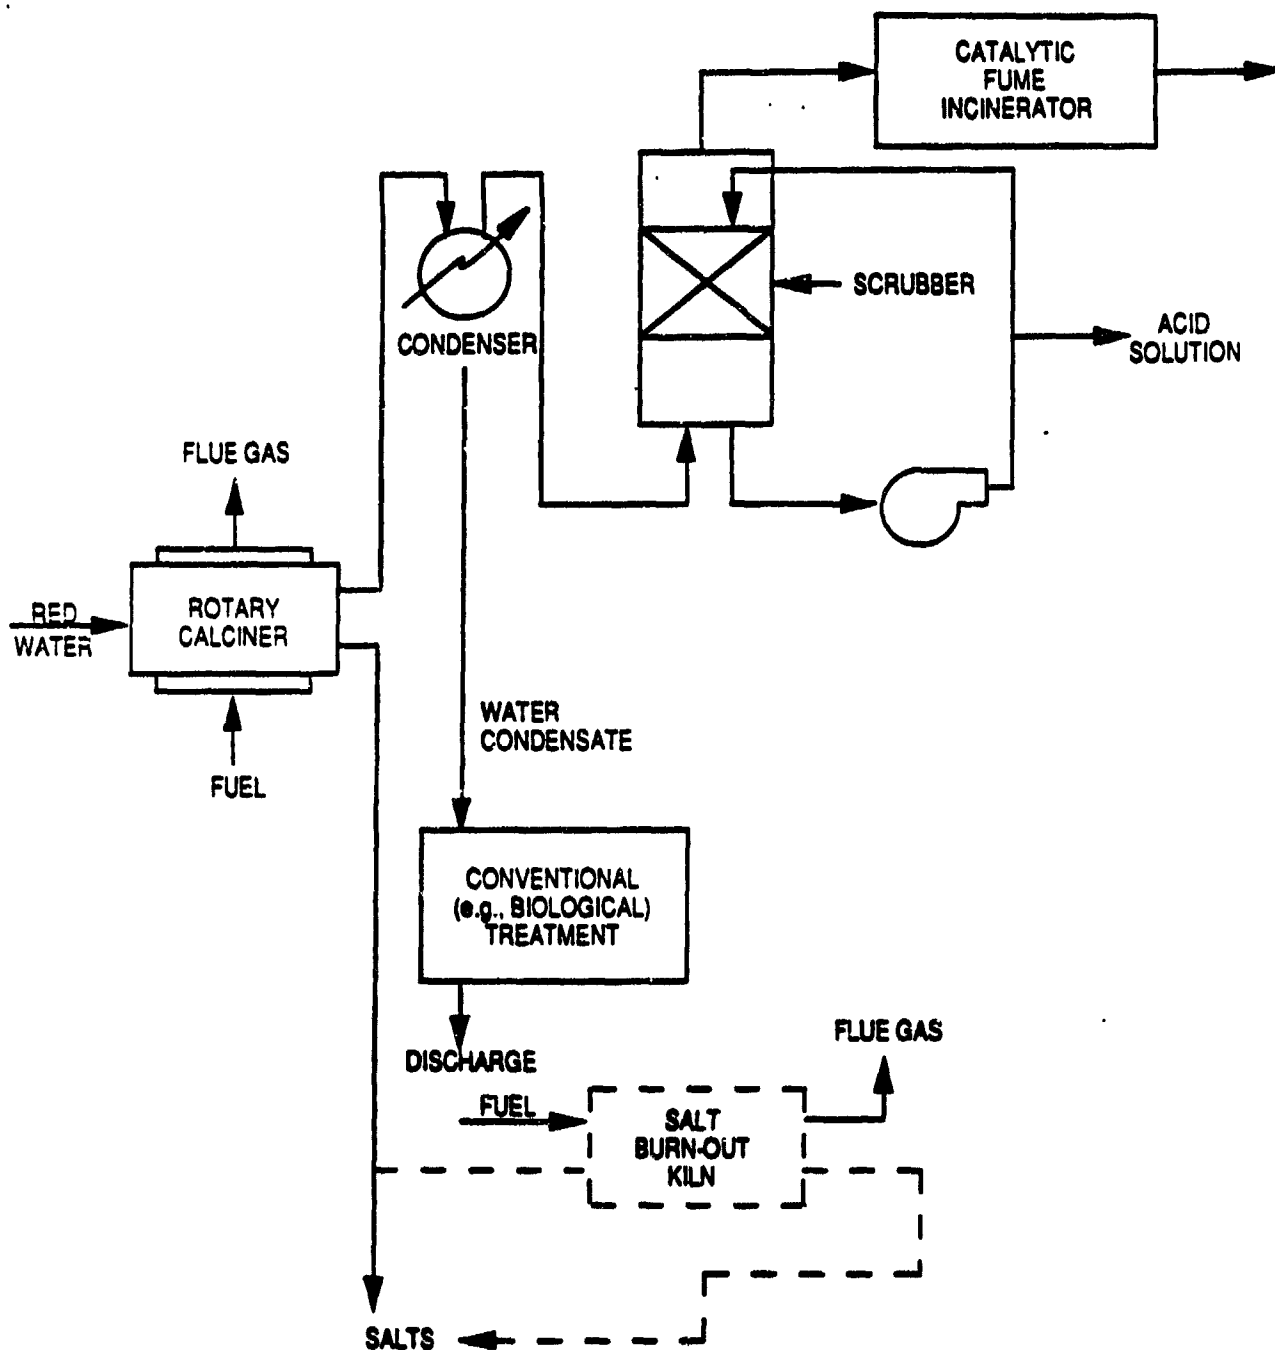 CATALYTIC
FUME
INCINERATOR
SCRUBBER
ACID
SOLUTION
CONDENSER
FLUE GAS
ROTARY
CALCINER
RED
WATER
FUEL
WATER
CONDENSATE
CONVENTIONAL
(e.g., BIOLOGICAL)
TREATMENT
DISCHARGE
FLUE GAS
FUEL
SALT
BURN-OUT
KILN
SALTS